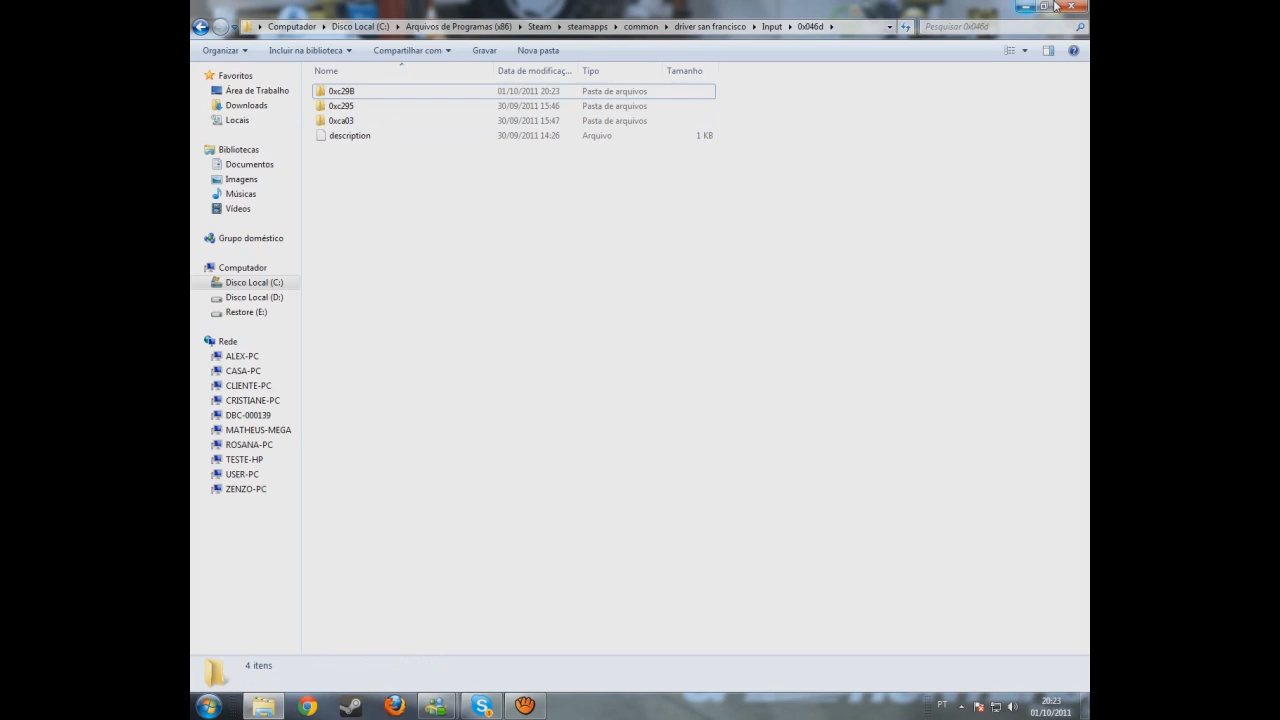 Computador Disco Local (C:) Arquivos de Programas (x86) Steam steamapps common driver san francisco Input 0x046d Pesquisar 0x046d
Organizar Incluir na biblioteca Compartilhar com Gravar Nova pasta
Nome Data de modificaç... Tipo Tamanho
0xc29B 01/10/2011 20:23 Pasta de arquivos
0xc295 30/09/2011 15:46 Pasta de arquivos
0xca03 30/09/2011 15:47 Pasta de arquivos
description 30/09/2011 14:26 Arquivo 1 KB
Favoritos
Área de Trabalho
Downloads
Locais
Bibliotecas
Documentos
Imagens
Músicas
Vídeos
Grupo doméstico
Computador
Disco Local (C:)
Disco Local (D:)
Restore (E:)
Rede
ALEX-PC
CASA-PC
CLIENTE-PC
CRISTIANE-PC
DBC-000139
MATHEUS-MEGA
ROSANA-PC
TESTE-HP
USER-PC
ZENZO-PC
4 itens
PT 20:23
01/10/2011